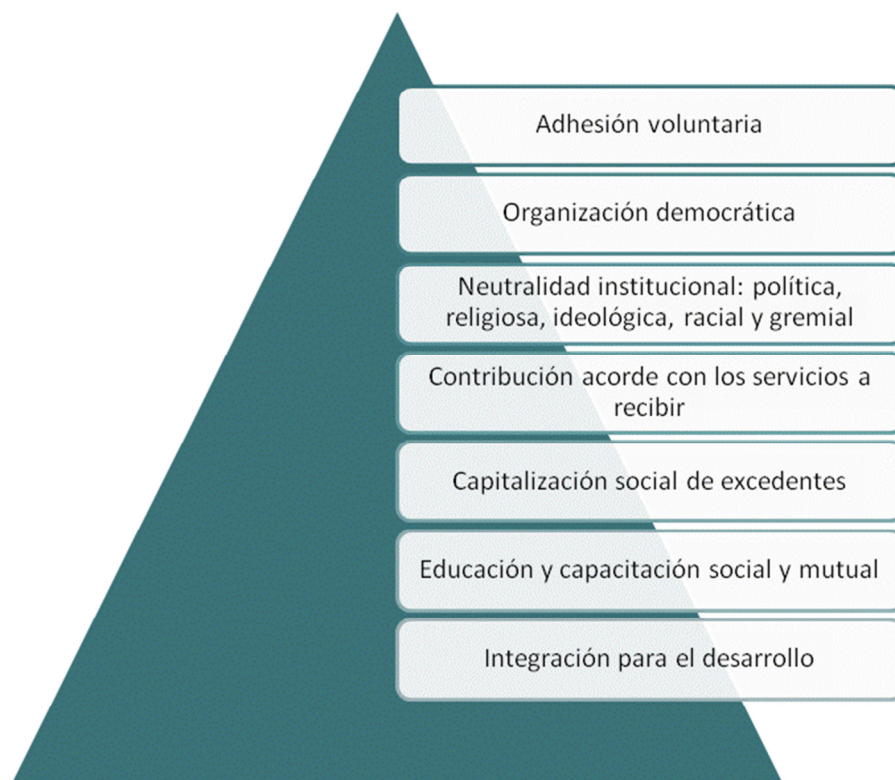 Adhesión voluntaria
Organización democrática
Neutralidad institucional: política,
religiosa, ideológica, racial y gremial
Contribución acorde con los servicios a
recibir
Capitalización social de excedentes
Educación y capacitación social y mutual
Integración para el desarrollo